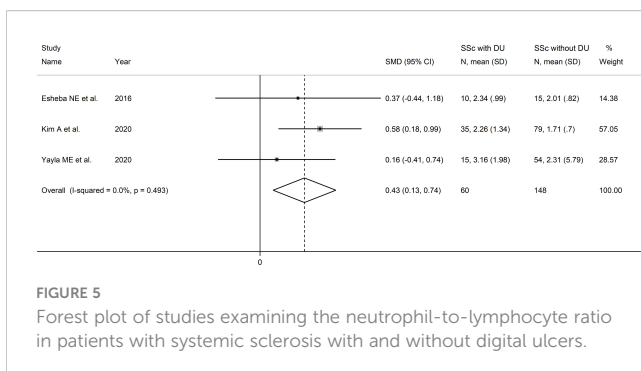 Study SSc with DU SSc without DU %
Name Year SMD (95% CI) N, mean (SD) N, mean (SD) Weight
Esheba NE et al. 2016 0.37 (-0.44, 1.18) 10, 2.34 (.99) 15, 2.01 (.82) 14.38
Kim A et al. 2020 0.58 (0.18, 0.99) 35, 2.26 (1.34) 79, 1.71 (.7) 57.05
Yayla ME et al. 2020 0.16 (-0.41, 0.74) 15, 3.16 (1.98) 54, 2.31 (5.79) 28.57
Overall (I-squared = 0.0%, p = 0.493) 0.43 (0.13, 0.74) 60 148 100.00
0
FIGURE 5
Forest plot of studies examining the neutrophil-to-lymphocyte ratio
in patients with systemic sclerosis with and without digital ulcers.